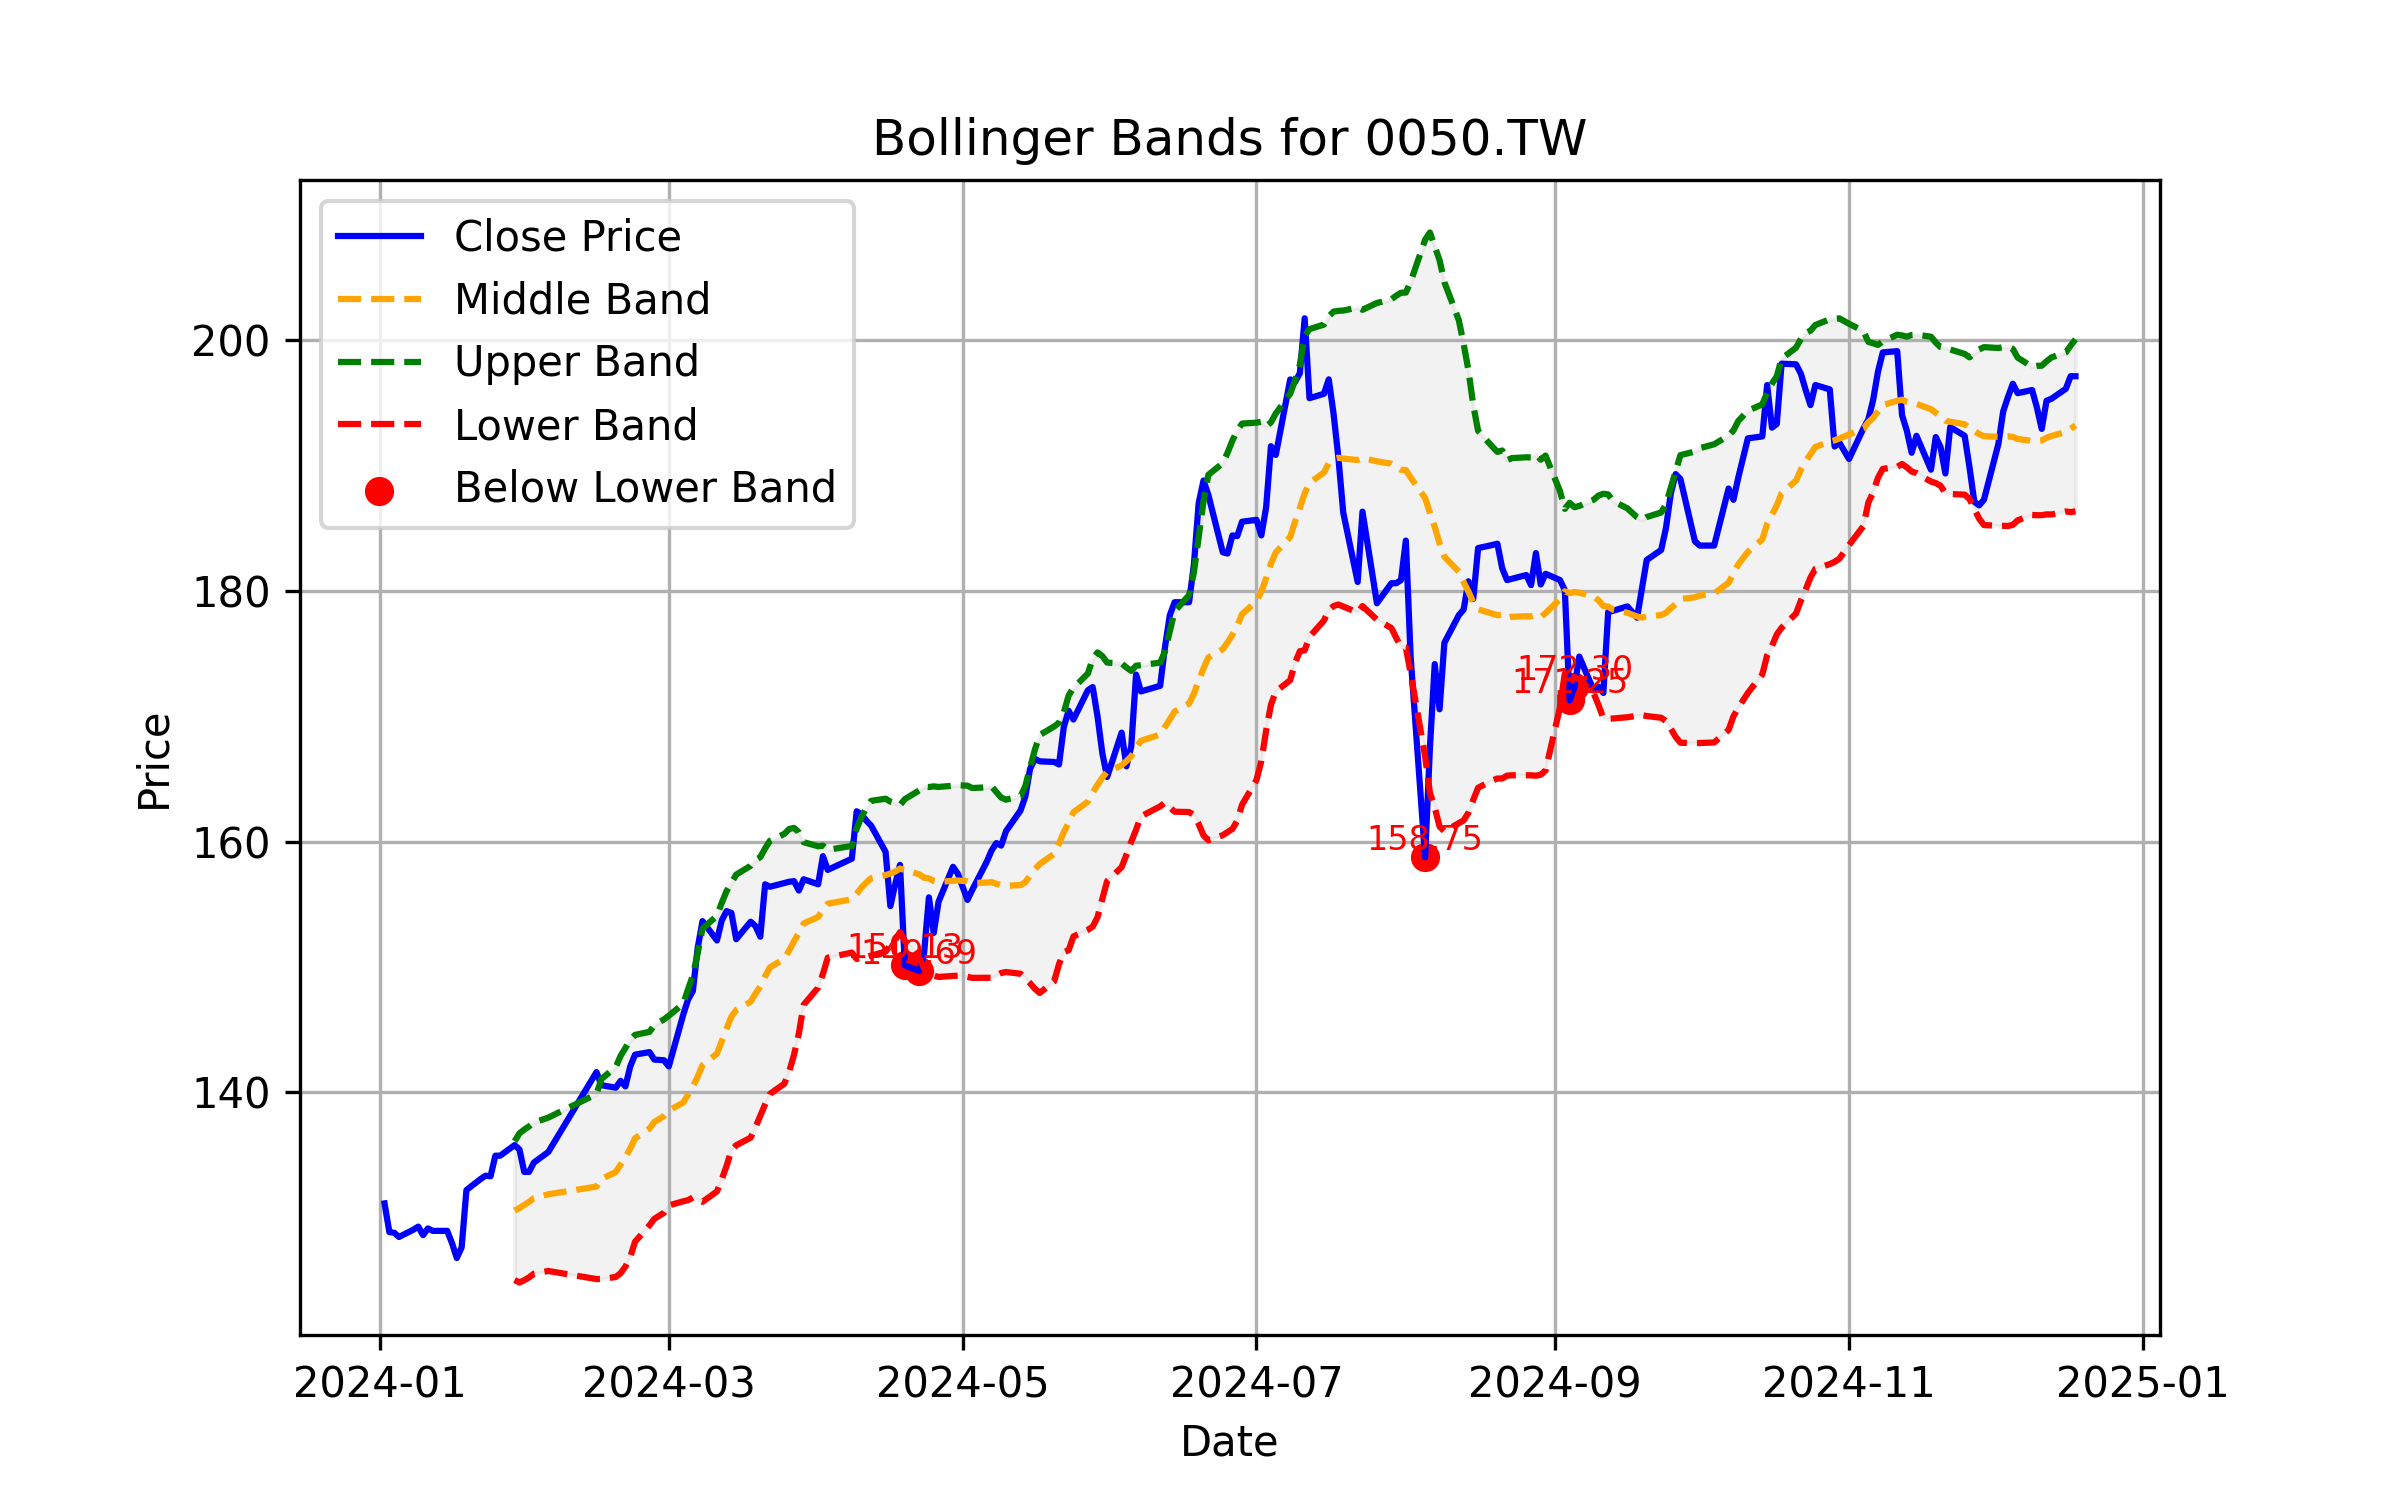 Bollinger Bands for 0050.TW
Close Price
Middle Band
Upper Band
Lower Band
Below Lower Band
Price
200
180
160
140
172.30
158.75
2024-01
2024-03
2024-05
2024-07
2024-09
2024-11
2025-01
Date